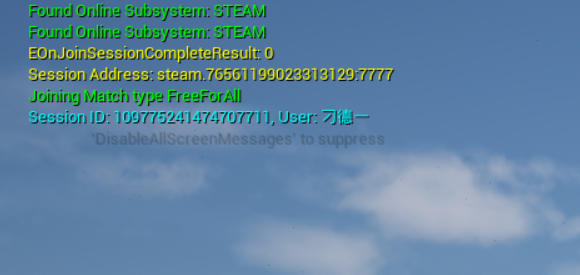 Found Online Subsystem: STEAM
Found Online Subsystem: STEAM
EOnJoinSessionCompleteResult: 0
Session Address: steam.76561199023313129:7777
Joining Match type FreeForAll
Session ID: 109775241474707711, User: 刁德一
'DisableAllScreenMessages' to suppress